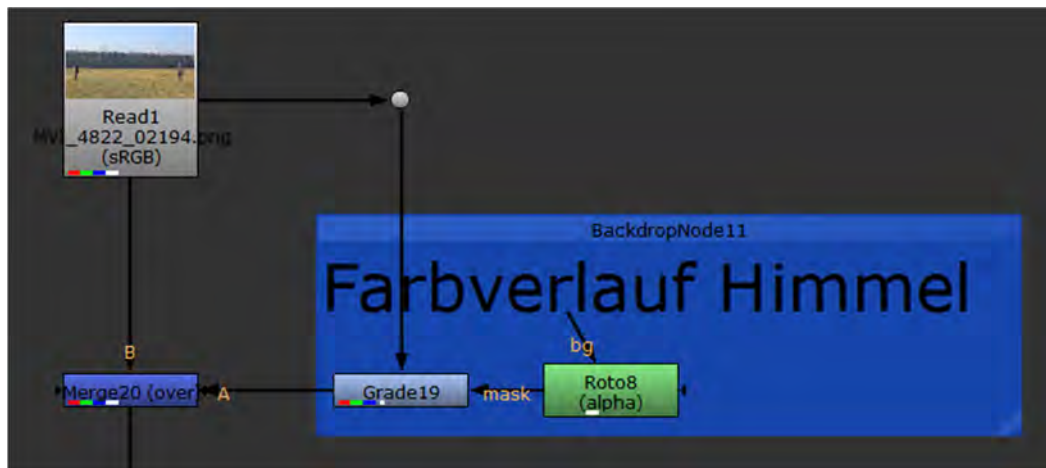 Read1
MVI_4822_02194.png
(sRGB)
BackdropNode11
Farbverlauf Himmel
B
bg
Merge20 (over)
A
Grade19
mask
Roto8
(alpha)